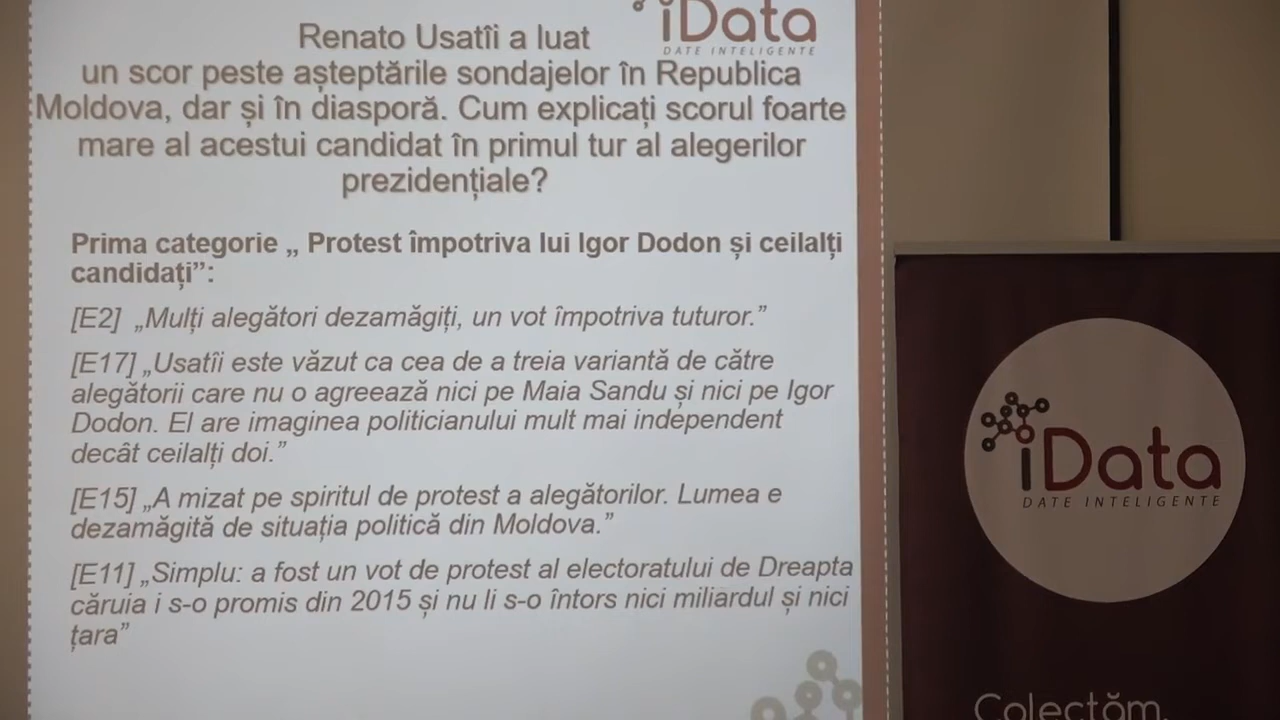 iData
DATE INTELIGENTE
Renato Usatîi a luat
un scor peste așteptările sondajelor în Republica
Moldova, dar și în diasporă. Cum explicați scorul foarte
mare al acestui candidat în primul tur al alegerilor
prezidențiale?
Prima categorie „ Protest împotriva lui Igor Dodon și ceilalți
candidați”:
[E2] „Mulți alegători dezamăgiți, un vot împotriva tuturor.”
[E17] „Usatîi este văzut ca cea de a treia variantă de către
alegătorii care nu o agreează nici pe Maia Sandu și nici pe Igor
Dodon. El are imaginea politicianului mult mai independent
decât ceilalți doi.”
[E15] „A mizat pe spiritul de protest a alegătorilor. Lumea e
dezamăgită de situația politică din Moldova.”
[E11] „Simplu: a fost un vot de protest al electoratului de Dreapta
căruia i s-o promis din 2015 și nu li s-o întors nici miliardul și nici
țara”
iData
DATE INTELIGENTE
Colectăm,